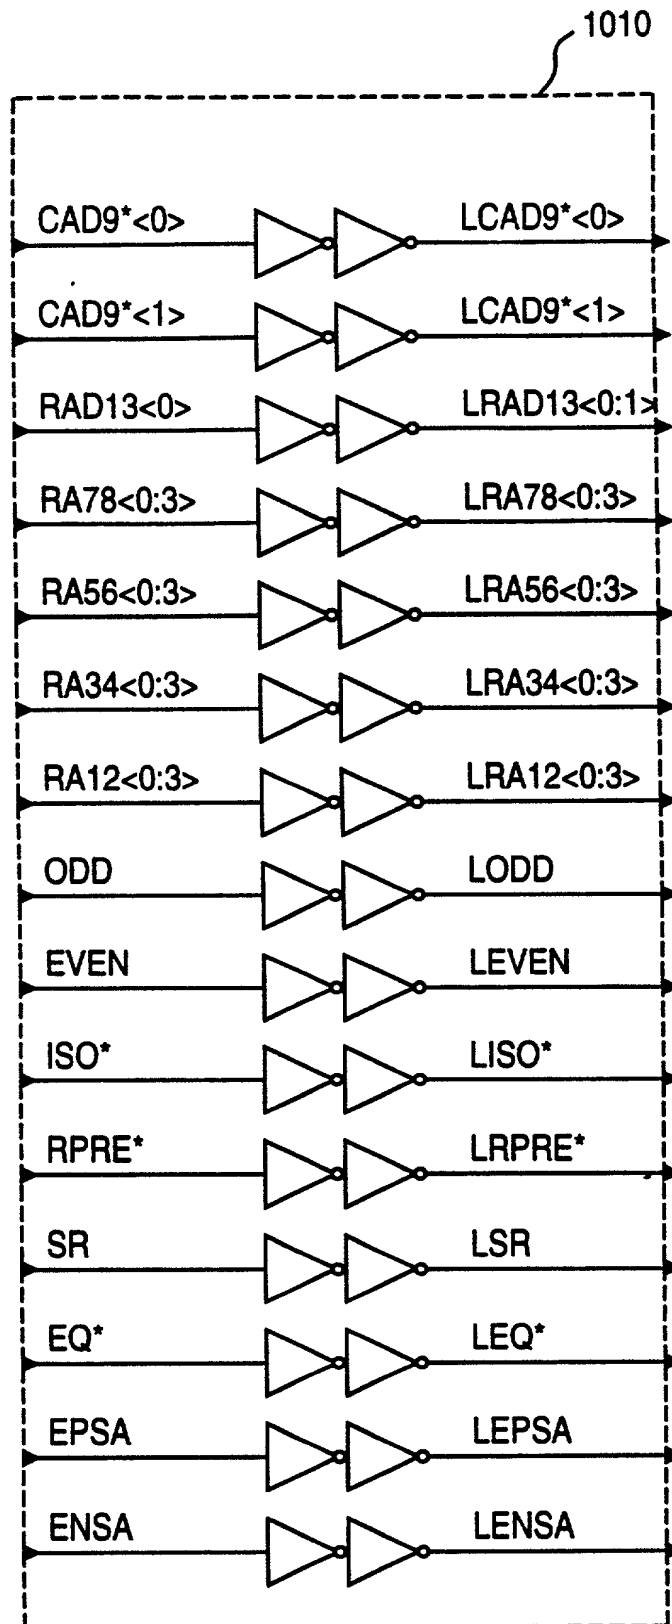 1010
CAD9*<0> LCAD9*<0>
CAD9*<1> LCAD9*<1>
RAD13<0> LRAD13<0:1>
RA78<0:3> LRA78<0:3>
RA56<0:3> LRA56<0:3>
RA34<0:3> LRA34<0:3>
RA12<0:3> LRA12<0:3>
ODD LODD
EVEN LEVEN
ISO* LISO*
RPRE* LRPRE*
SR LSR
EQ* LEQ*
EPSA LEPSA
ENSA LENSA